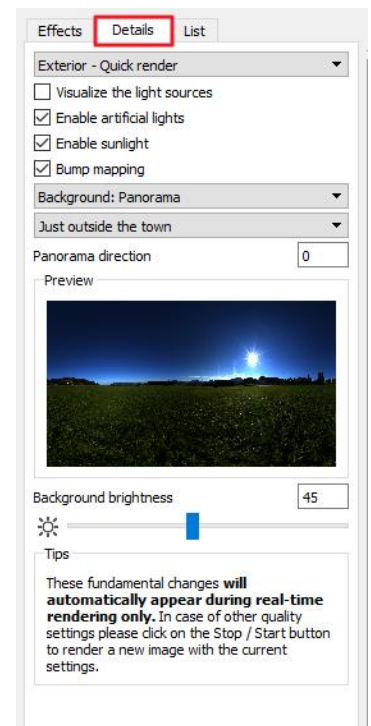 Effects Details List
Exterior - Quick render
Visualize the light sources
Enable artificial lights
Enable sunlight
Bump mapping
Background: Panorama
Just outside the town
Panorama direction 0
Preview
Background brightness 45
Tips
These fundamental changes will
automatically appear during real-time
rendering only. In case of other quality
settings please click on the Stop / Start button
to render a new image with the current
settings.